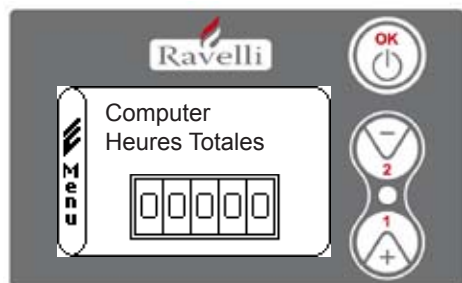 Ravelli
OK
Computer
Heures Totales
Menu
00000
−
2
1
+